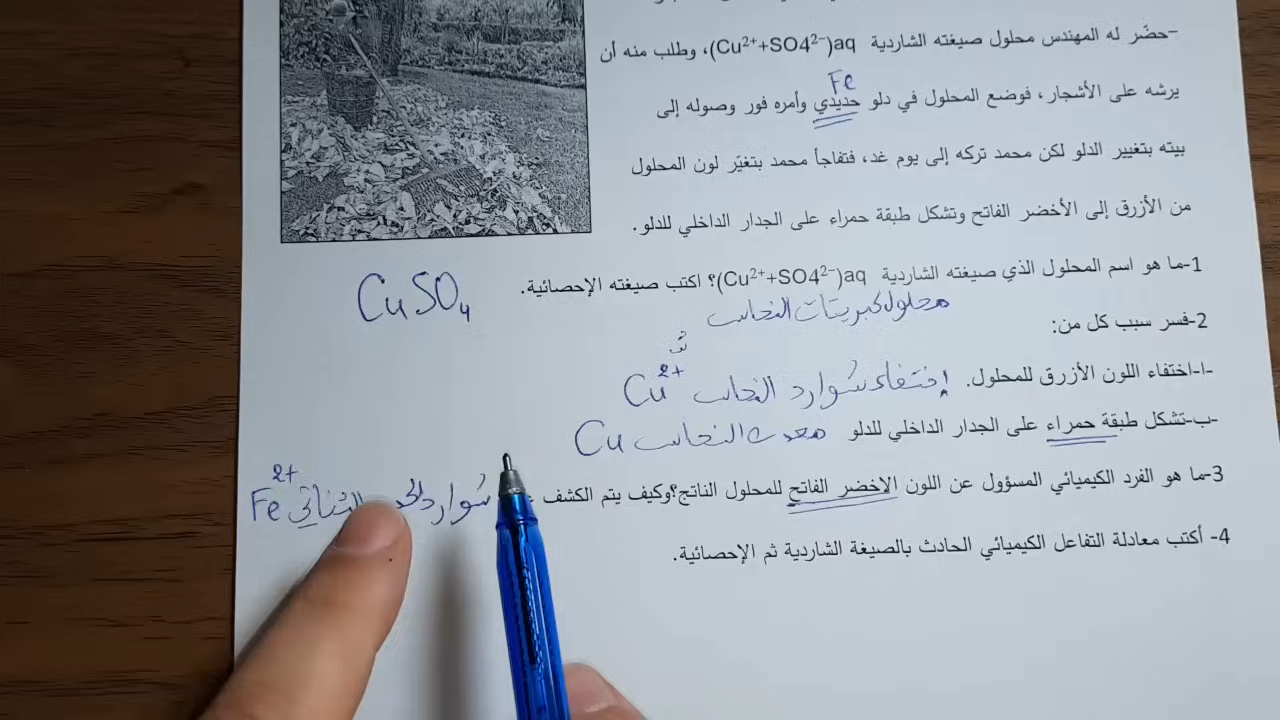 -حضّر له المهندس محلول صيغته الشاردية (Cu²⁺+SO4²⁻)aq، وطلب منه أن
Fe
يرشه على الأشجار، فوضع المحلول في دلو حديدي وأمره فور وصوله إلى
بيته بتغيير الدلو لكن محمد تركه إلى يوم غد، فتفاجأ محمد بتغيّر لون المحلول
من الأزرق إلى الأخضر الفاتح وتشكل طبقة حمراء على الجدار الداخلي للدلو.
1-ما هو اسم المحلول الذي صيغته الشاردية (Cu²⁺+SO4²⁻)aq؟ اكتب صيغته الإحصائية. CuSO₄
محلول كبريتات النحاس
2-فسر سبب كل من:
-ا-اختفاء اللون الأزرق للمحلول. إختفاء شوارد النحاس Cu²⁺
-ب-تشكل طبقة حمراء على الجدار الداخلي للدلو معدن النحاس Cu
3-ما هو الفرد الكيميائي المسؤول عن اللون الاخضر الفاتح للمحلول الناتج؟وكيف يتم الكشف شوارد الثنائي Fe²⁺
4- أكتب معادلة التفاعل الكيميائي الحادث بالصيغة الشاردية ثم الإحصائية.